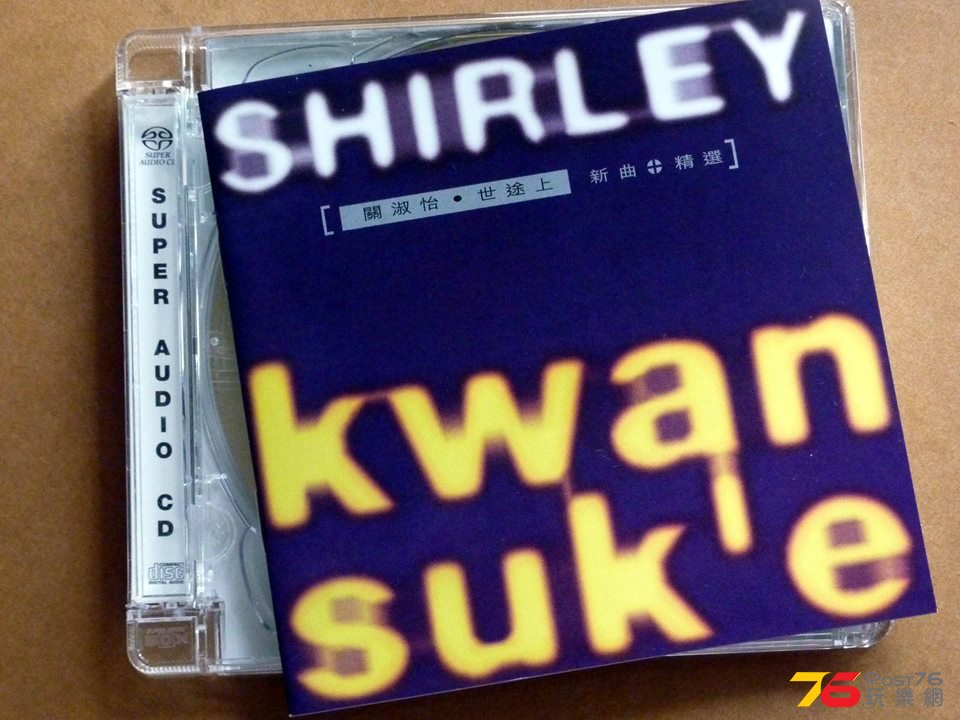 SHIRLEY
[ 關淑怡 • 世途上 新曲 精選 ]
kwan
suk'e
SUPER
AUDIO CD
SUPER AUDIO CD
COMPACT
disc
DIGITAL AUDIO
76
Post76
玩樂網